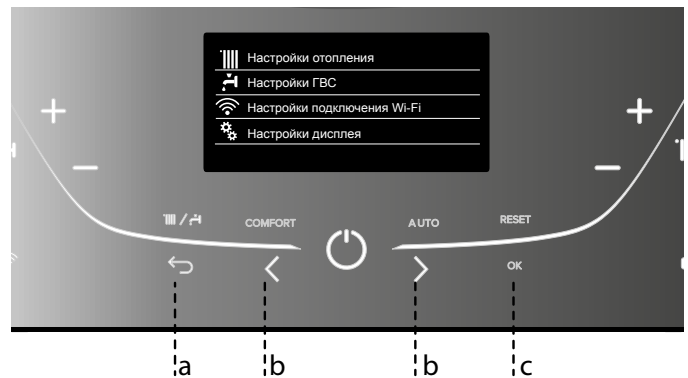 Настройки отопления
Настройки ГВС
Настройки подключения Wi-Fi
Настройки дисплея
COMFORT
AUTO
RESET
OK
a
b
b
c